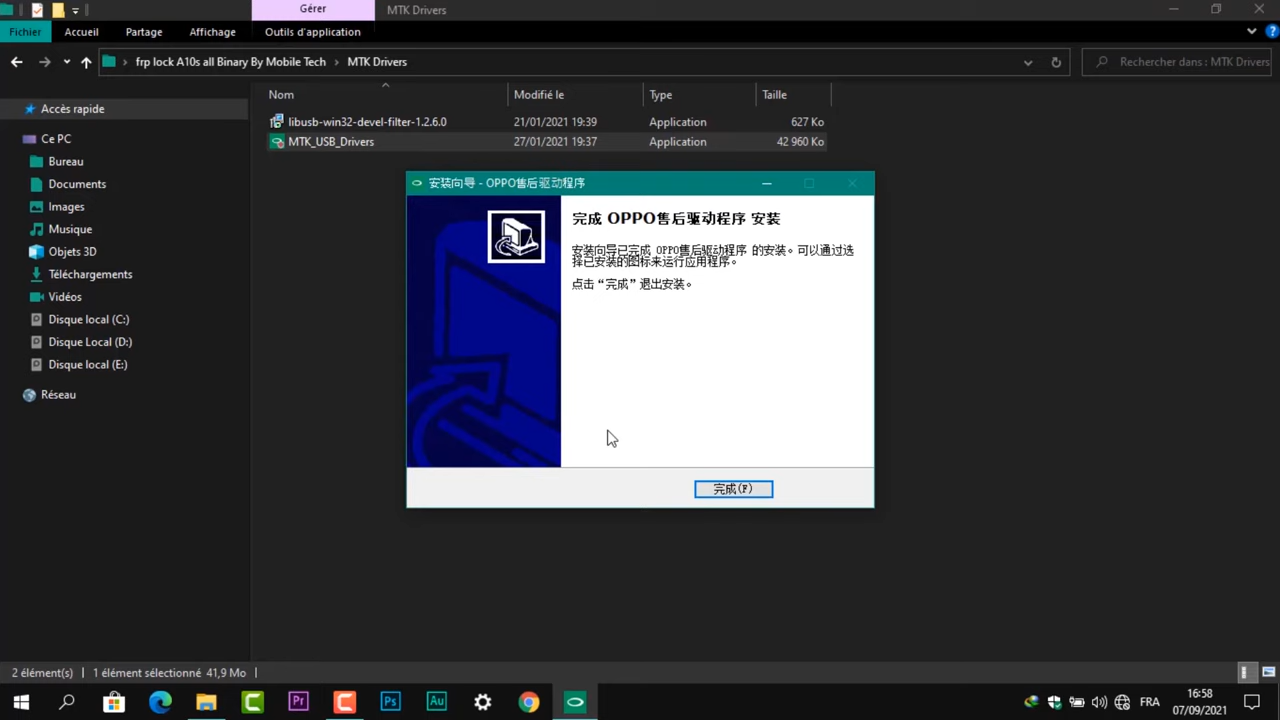 Gérer
MTK Drivers
Fichier
Accueil
Partage
Affichage
Outils d'application
frp lock A10s all Binary By Mobile Tech
MTK Drivers
Rechercher dans : MTK Drivers
Nom
Modifié le
Type
Taille
libusb-win32-devel-filter-1.2.6.0
21/01/2021 19:39
Application
627 Ko
MTK_USB_Drivers
27/01/2021 19:37
Application
42 960 Ko
Accès rapide
Ce PC
Bureau
Documents
Images
Musique
Objets 3D
Téléchargements
Vidéos
Disque local (C:)
Disque Local (D:)
Disque local (E:)
Réseau
安装向导 - OPPO售后驱动程序
完成 OPPO售后驱动程序 安装
安装向导已完成 OPPO售后驱动程序 的安装。可以通过选
择已安装的图标来运行应用程序。
点击“完成”退出安装。
完成(F)
2 élément(s)
1 élément sélectionné 41,9 Mo
Pr
Ps
Au
FRA
16:58
07/09/2021